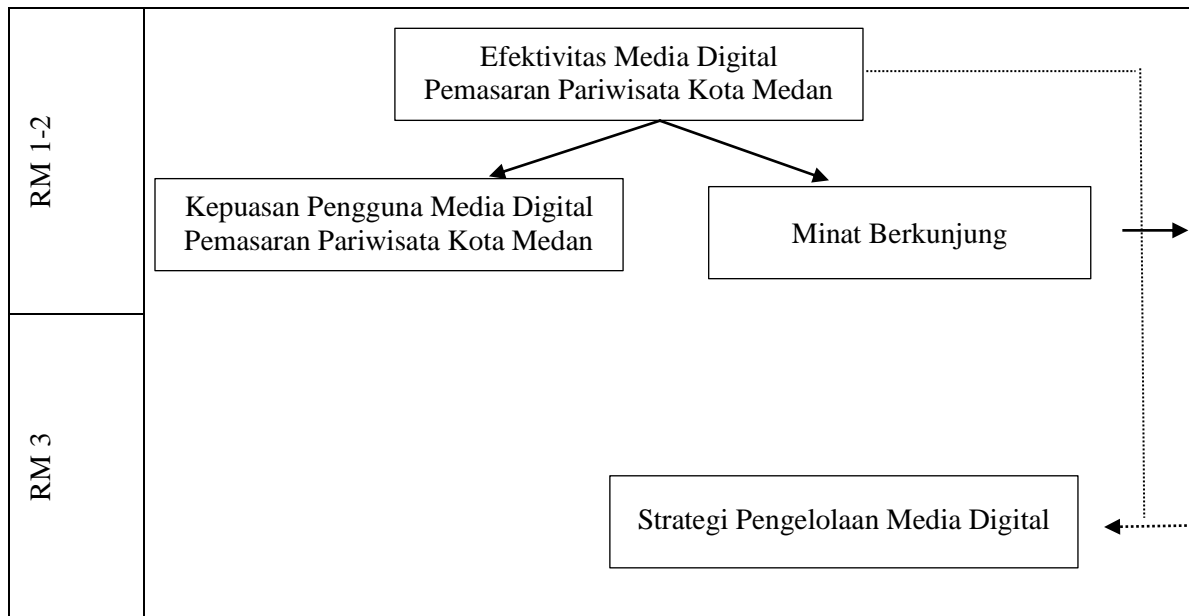 RM 1-2
Efektivitas Media Digital
Pemasaran Pariwisata Kota Medan
Kepuasan Pengguna Media Digital
Pemasaran Pariwisata Kota Medan
Minat Berkunjung
RM 3
Strategi Pengelolaan Media Digital